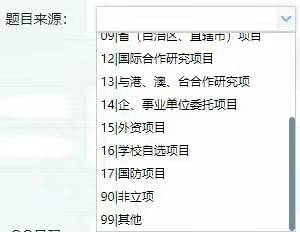 题目来源：
09|省（自治区、直辖市）项目
12|国际合作研究项目
13|与港、澳、台合作研究项
14|企、事业单位委托项目
15|外资项目
16|学校自选项目
17|国防项目
90|非立项
99|其他